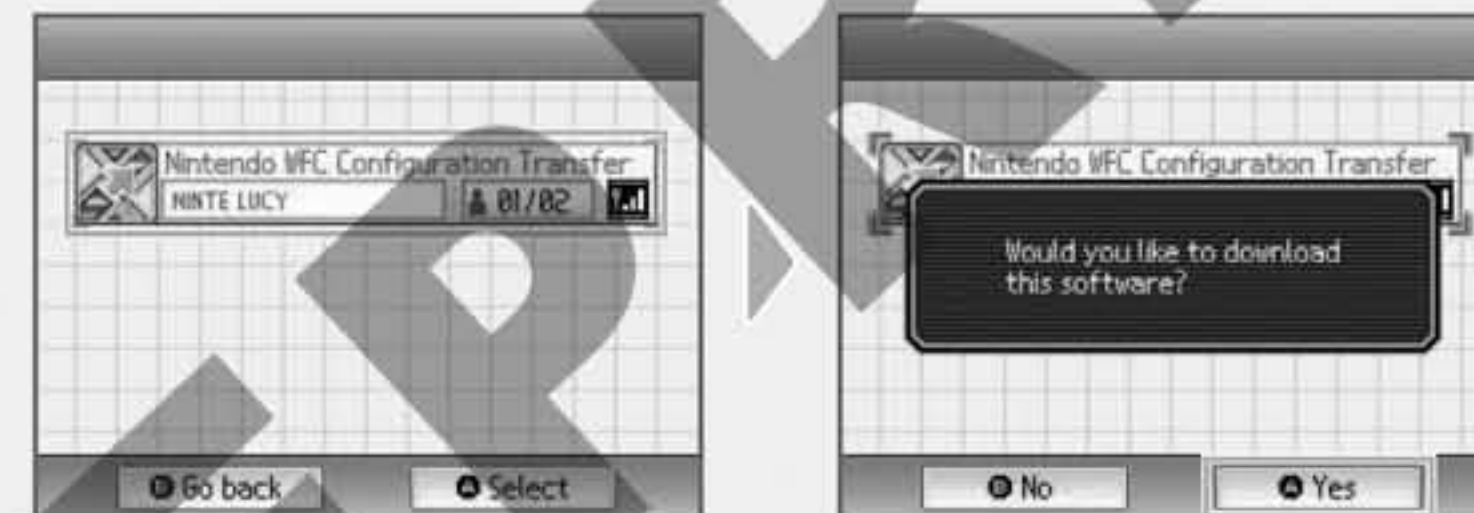 Nintendo WFC Configuration Transfer
NINTE LUCY
01/02
B Go back
A Select
Nintendo WFC Configuration Transfer
Would you like to download
this software?
B No
A Yes